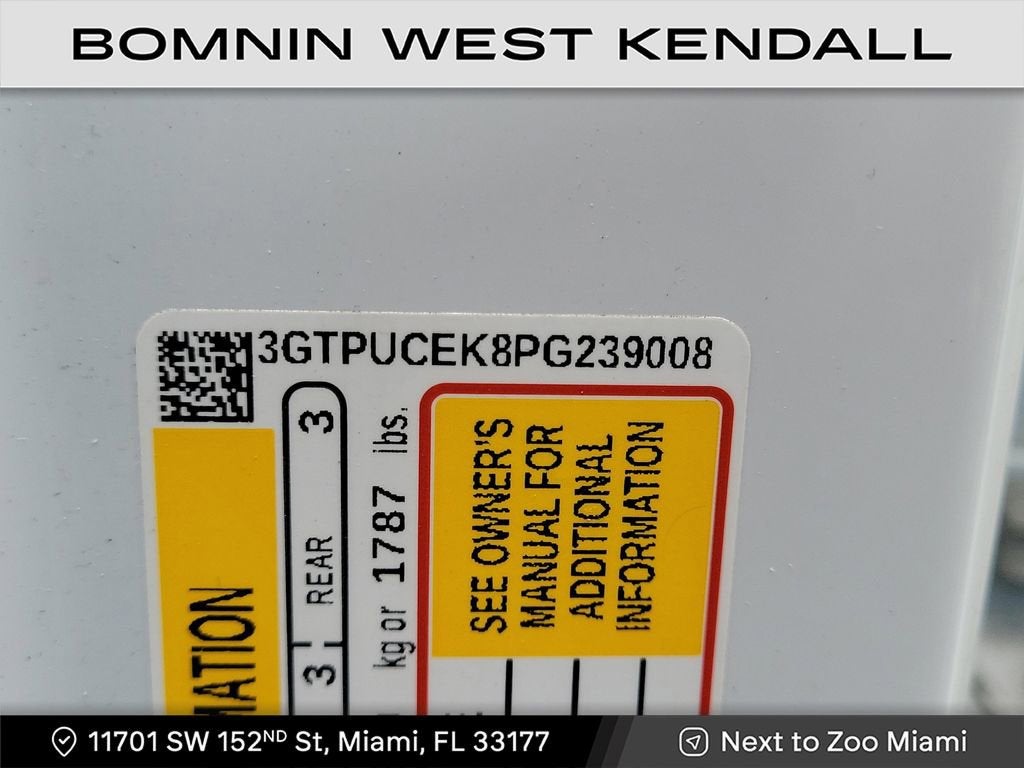 BOMNIN WEST KENDALL
3GTPUCEK8PG239008
MATION
REAR 3
3
kg or 1787 lbs.
SEE OWNER'S
MANUAL FOR
ADDITIONAL
INFORMATION
11701 SW 152ND St, Miami, FL 33177
Next to Zoo Miami